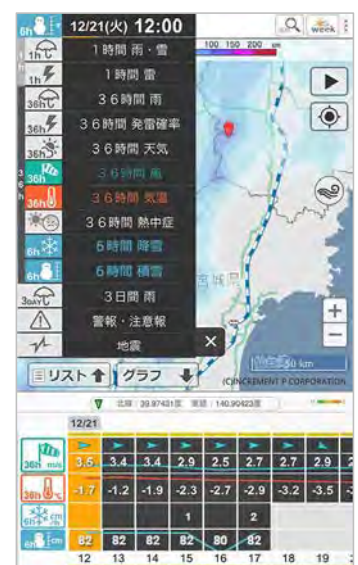 6h 12/21(火) 12:00 week
100 150 200 cm
1h 1時間 雨・雪
1h 1時間 雷
36h 36時間 雨
36h 36時間 発雷確率
36h 36時間 天気
36h 36時間 風
36h 36時間 気温
36時間 熱中症
6h 6時間 降雪
6h 6時間 積雪
宮城県
3DAY 3日間 雨
警報・注意報
地震 ×
+
−
50 km
リスト グラフ
(C)INCREMENT P CORPORATION
北緯:39.97431度 東経:140.90423度
12/21
36h m/s 3.5 3.4 3.4 2.9 2.5 2.7 2.7 2.9
36h ℃ -1.7 -1.2 -1.9 -2.3 -2.7 -2.9 -3.2 -3.5
6h cm 1 2
6h cm 82 82 82 82 80 82
12 13 14 15 16 17 18 19